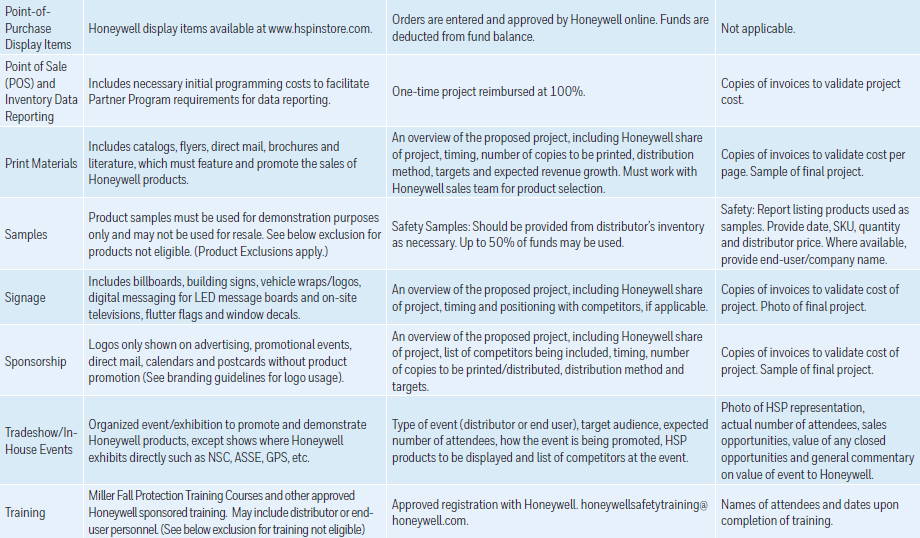 Point-of-
Purchase
Display Items
Honeywell display items available at www.hspinstore.com.
Orders are entered and approved by Honeywell online. Funds are
deducted from fund balance.
Not applicable.
Point of Sale
(POS) and
Inventory Data
Reporting
Includes necessary initial programming costs to facilitate
Partner Program requirements for data reporting.
One-time project reimbursed at 100%.
Copies of invoices to validate project
cost.
Print Materials
Includes catalogs, flyers, direct mail, brochures and
literature, which must feature and promote the sales of
Honeywell products.
An overview of the proposed project, including Honeywell share
of project, timing, number of copies to be printed, distribution
method, targets and expected revenue growth. Must work with
Honeywell sales team for product selection.
Copies of invoices to validate cost per
page. Sample of final project.
Samples
Product samples must be used for demonstration purposes
only and may not be used for resale. See below exclusion for
products not eligible. (Product Exclusions apply.)
Safety Samples: Should be provided from distributor's inventory
as necessary. Up to 50% of funds may be used.
Safety: Report listing products used as
samples. Provide date, SKU, quantity
and distributor price. Where available,
provide end-user/company name.
Signage
Includes billboards, building signs, vehicle wraps/logos,
digital messaging for LED message boards and on-site
televisions, flutter flags and window decals.
An overview of the proposed project, including Honeywell share
of project, timing and positioning with competitors, if applicable.
Copies of invoices to validate cost of
project. Photo of final project.
Sponsorship
Logos only shown on advertising, promotional events,
direct mail, calendars and postcards without product
promotion (See branding guidelines for logo usage).
An overview of the proposed project, including Honeywell share
of project, list of competitors being included, timing, number
of copies to be printed/distributed, distribution method and
targets.
Copies of invoices to validate cost of
project. Sample of final project.
Tradeshow/In-
House Events
Organized event/exhibition to promote and demonstrate
Honeywell products, except shows where Honeywell
exhibits directly such as NSC, ASSE, GPS, etc.
Type of event (distributor or end user), target audience, expected
number of attendees, how the event is being promoted, HSP
products to be displayed and list of competitors at the event.
Photo of HSP representation,
actual number of attendees, sales
opportunities, value of any closed
opportunities and general commentary
on value of event to Honeywell.
Training
Miller Fall Protection Training Courses and other approved
Honeywell sponsored training. May include distributor or end-
user personnel. (See below exclusion for training not eligible)
Approved registration with Honeywell. honeywellsafetytraining@
honeywell.com.
Names of attendees and dates upon
completion of training.